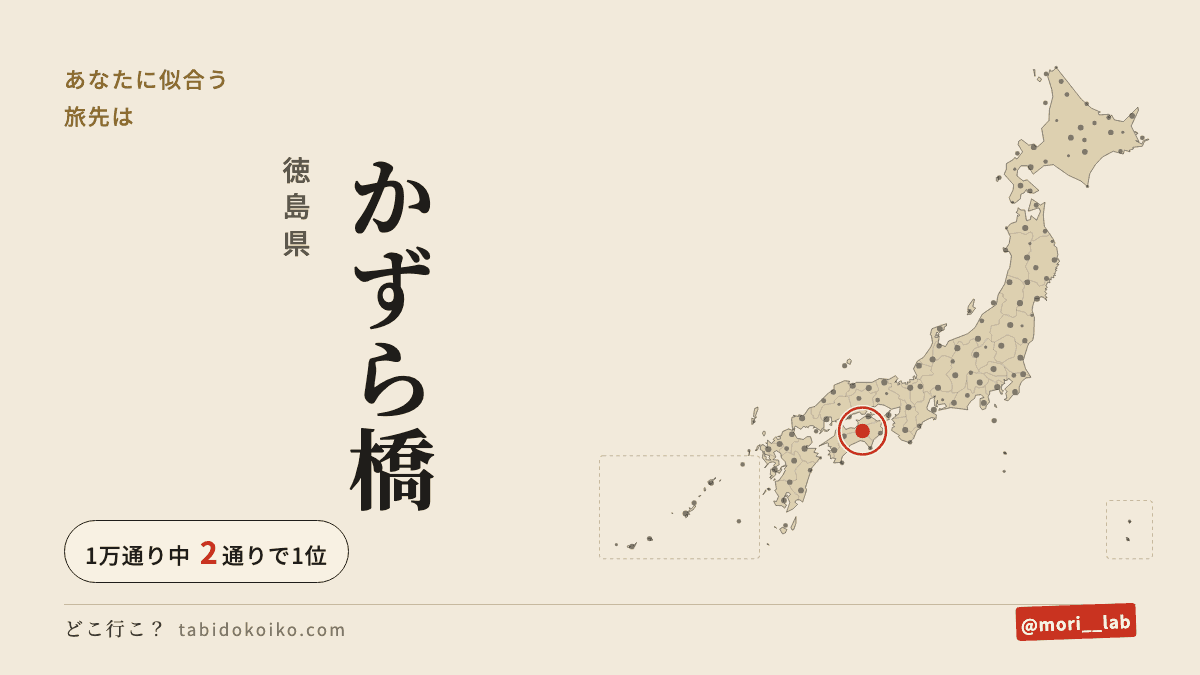 あなたに似合う
旅先は
徳島県
かずら橋
1万通り中 2通りで1位
どこ行こ？ tabidokoiko.com
@mori__lab